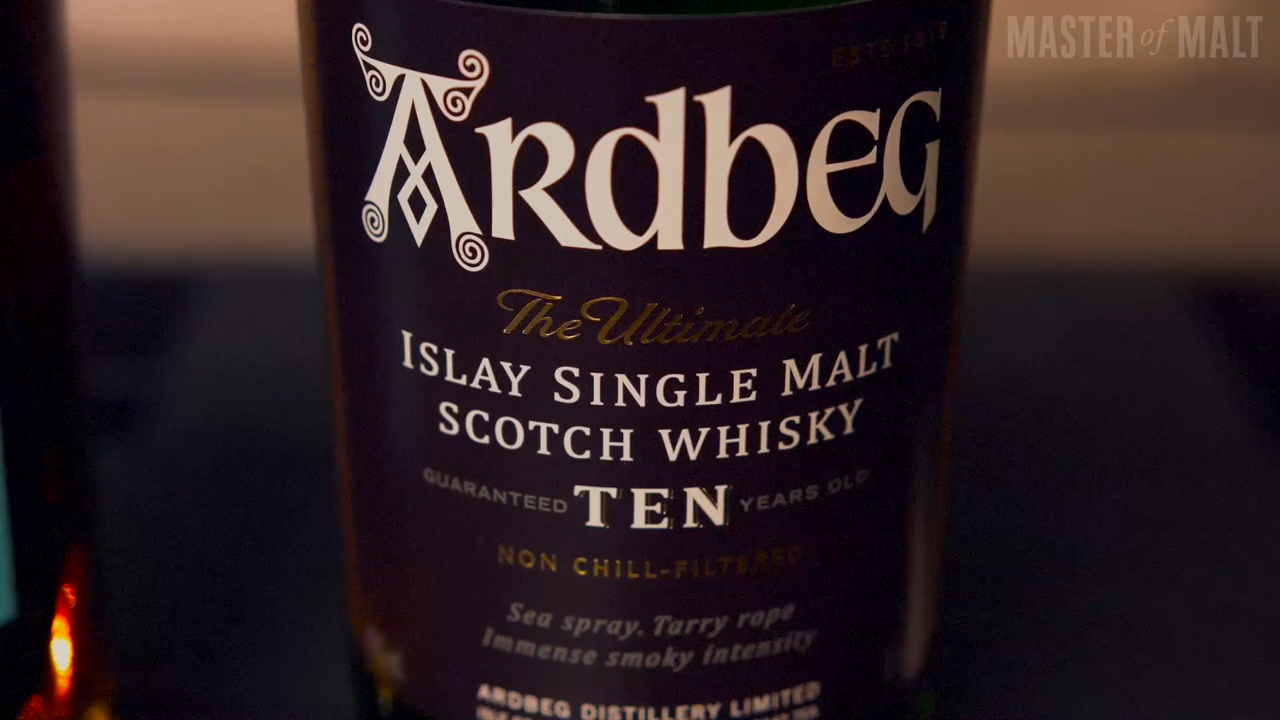 MASTER of MALT
ARDBEG
The Ultimate
ISLAY SINGLE MALT
SCOTCH WHISKY
GUARANTEED TEN YEARS OLD
NON CHILL-FILTERED
Sea spray. Tarry rope
Immense smoky intensity
ARDBEG DISTILLERY LIMITED